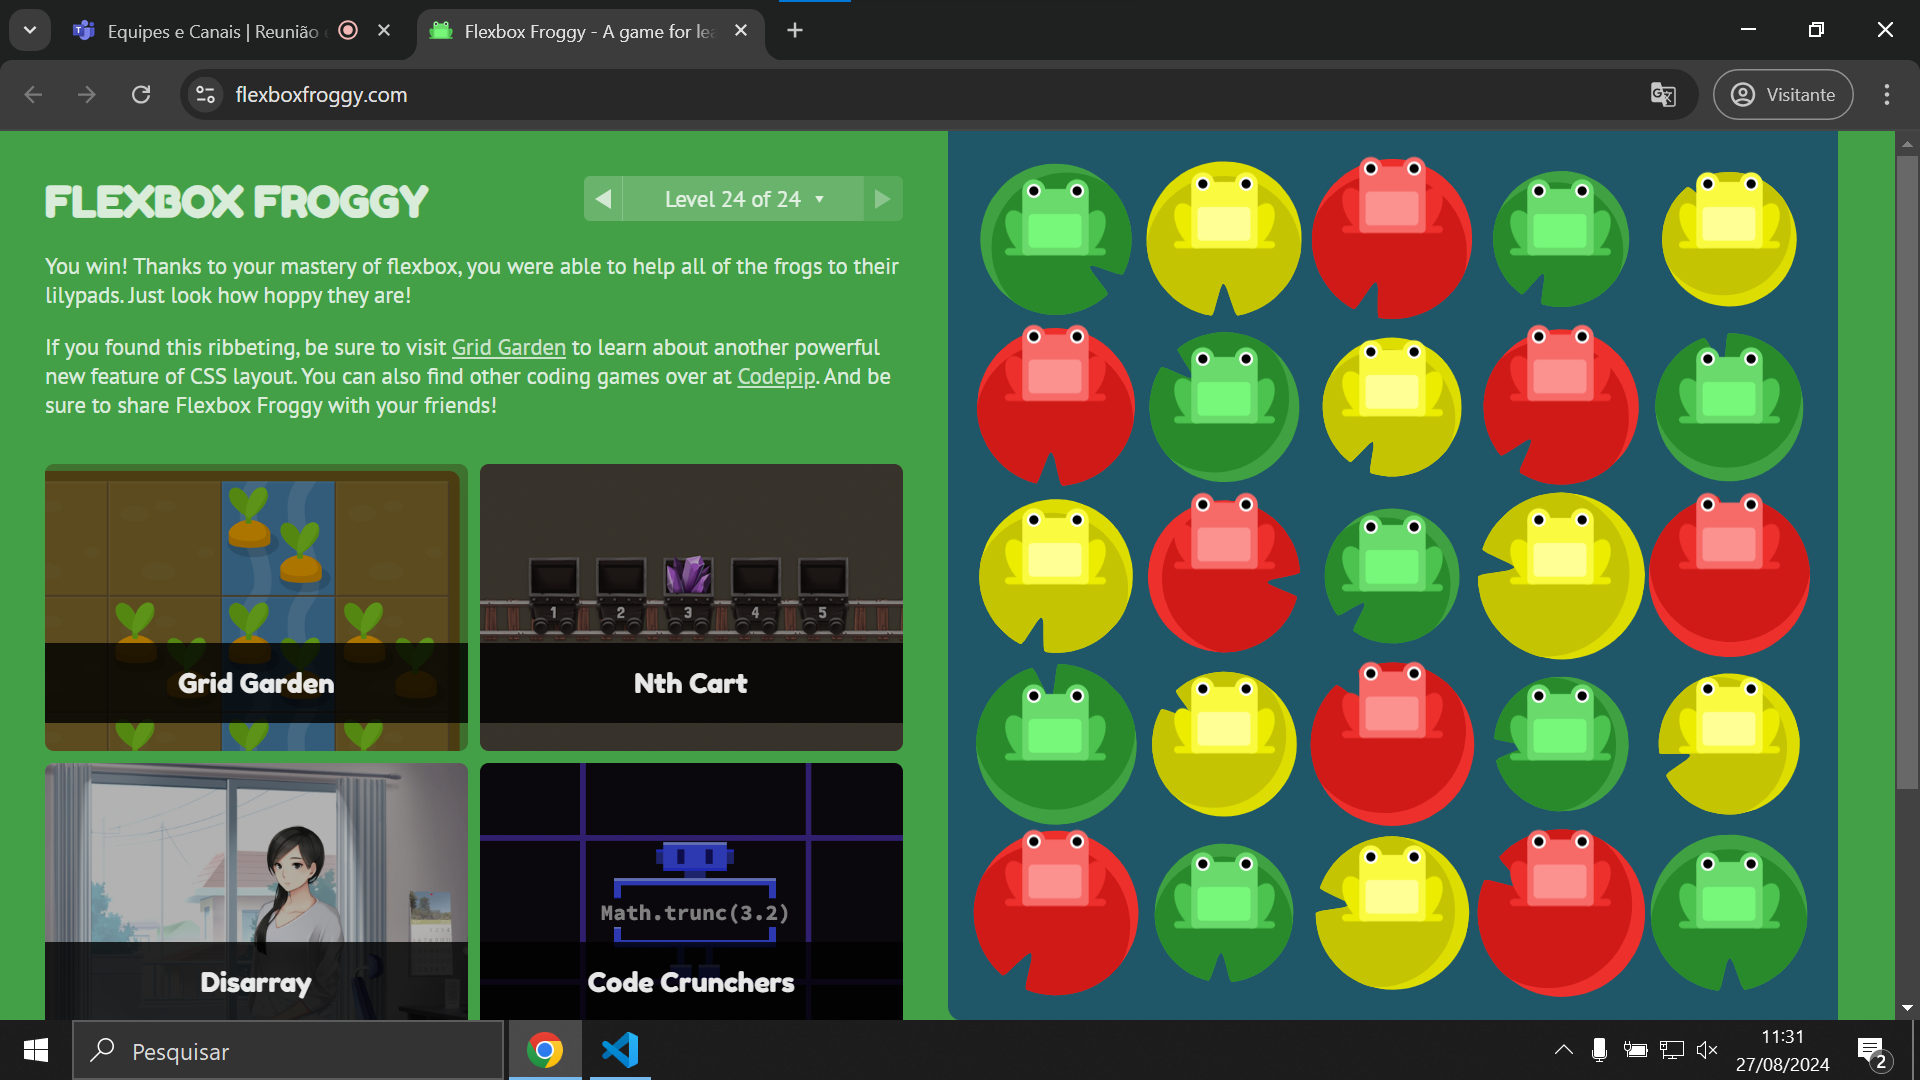 Equipes e Canais | Reunião
Flexbox Froggy - A game for lea
flexboxfroggy.com
Visitante
FLEXBOX FROGGY
Level 24 of 24
You win! Thanks to your mastery of flexbox, you were able to help all of the frogs to their
lilypads. Just look how hoppy they are!
If you found this ribbeting, be sure to visit Grid Garden to learn about another powerful
new feature of CSS layout. You can also find other coding games over at Codepip. And be
sure to share Flexbox Froggy with your friends!
Grid Garden
1 2 3 4 5
Nth Cart
Disarray
Math.trunc(3.2)
Code Crunchers
Pesquisar
11:31
27/08/2024
2